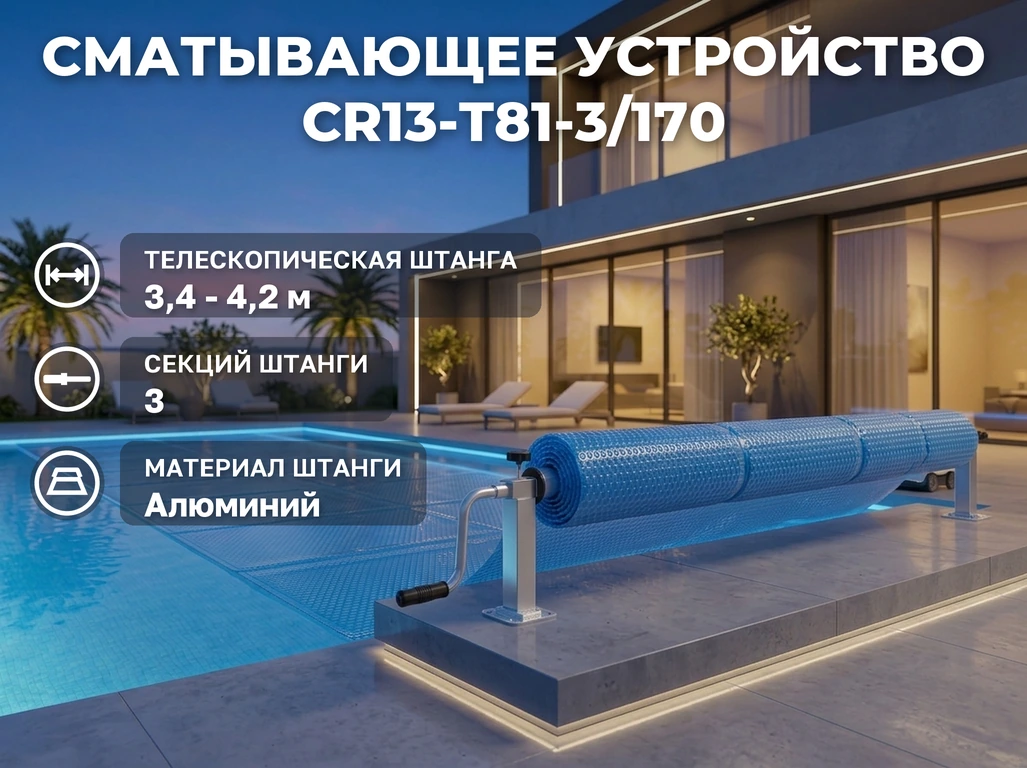 СМАТЫВАЮЩЕЕ УСТРОЙСТВО
CR13-T81-3/170
ТЕЛЕСКОПИЧЕСКАЯ ШТАНГА
3,4 - 4,2 м
СЕКЦИЙ ШТАНГИ
3
МАТЕРИАЛ ШТАНГИ
Алюминий